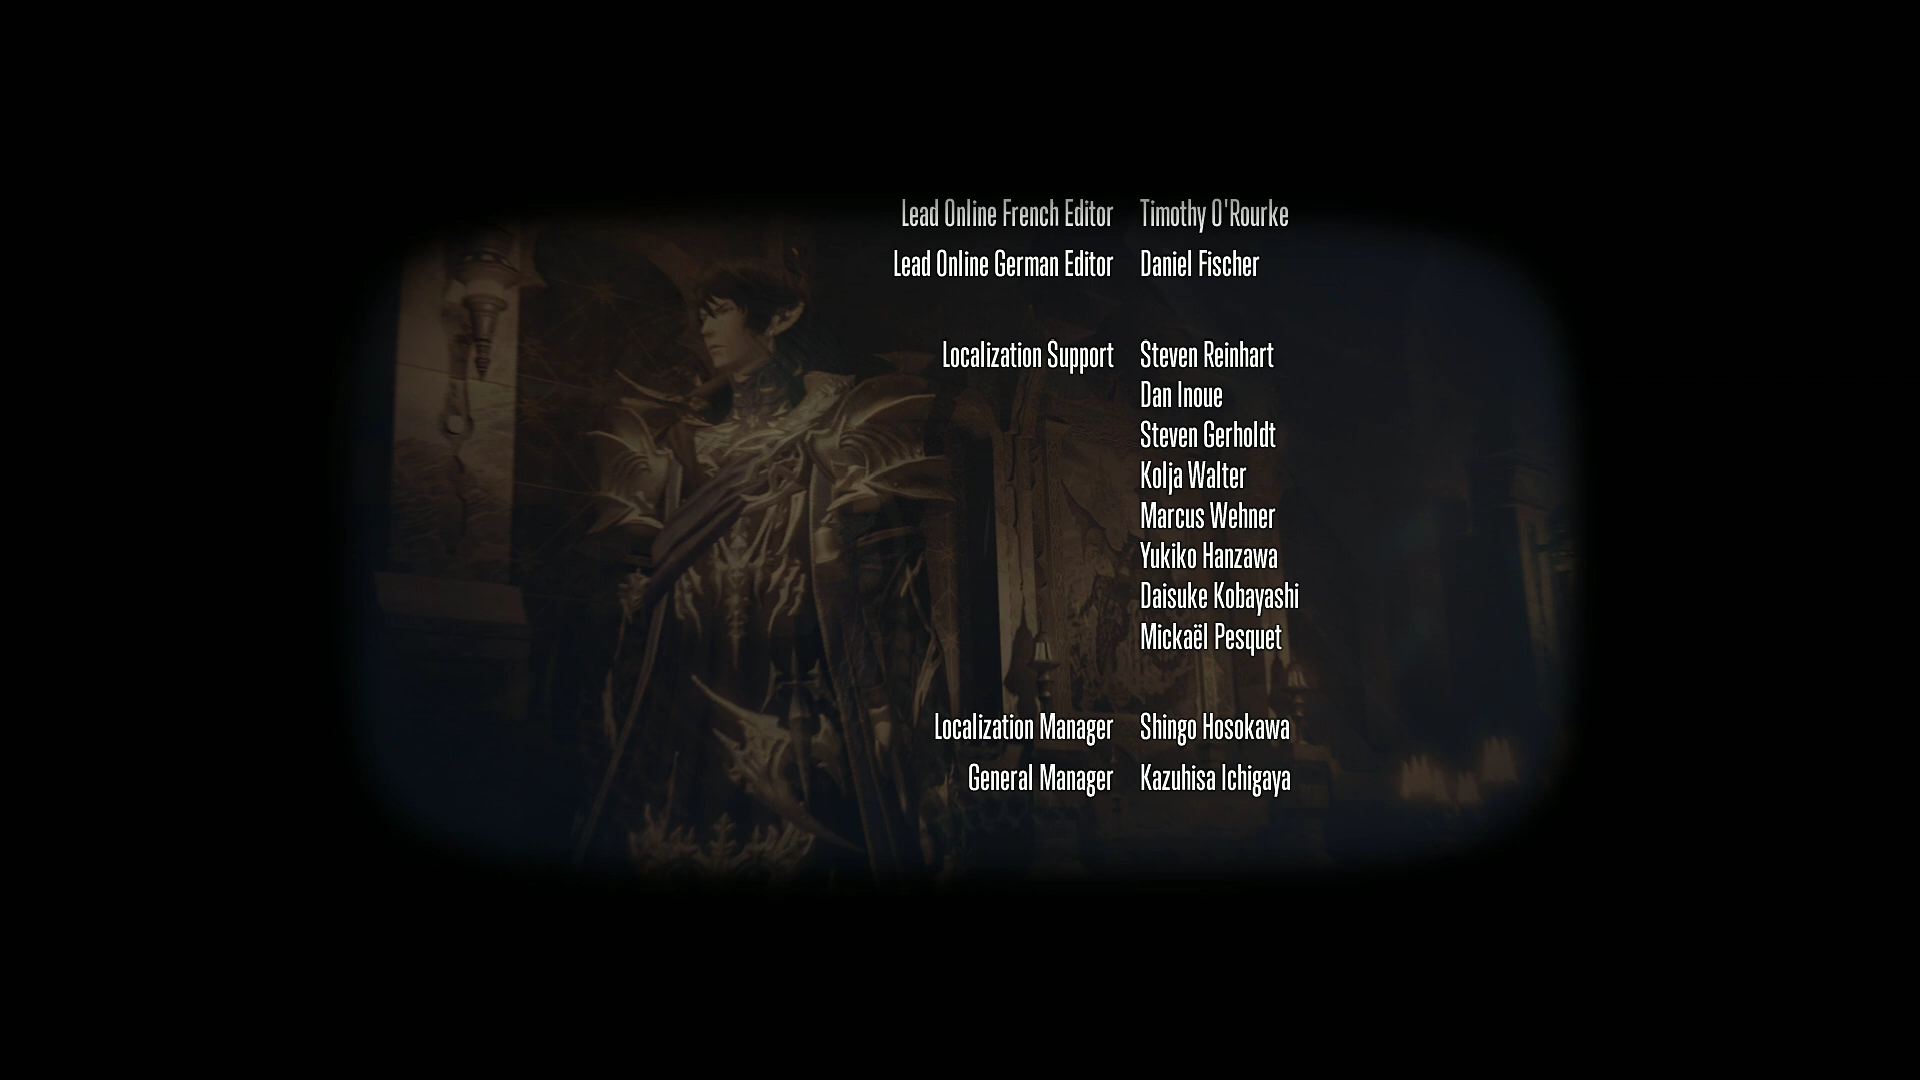 Lead Online French Editor Timothy O'Rourke
Lead Online German Editor Daniel Fischer
Localization Support Steven Reinhart
Dan Inoue
Steven Gerholdt
Kolja Walter
Marcus Wehner
Yukiko Hanzawa
Daisuke Kobayashi
Mickaël Pesquet
Localization Manager Shingo Hosokawa
General Manager Kazuhisa Ichigaya